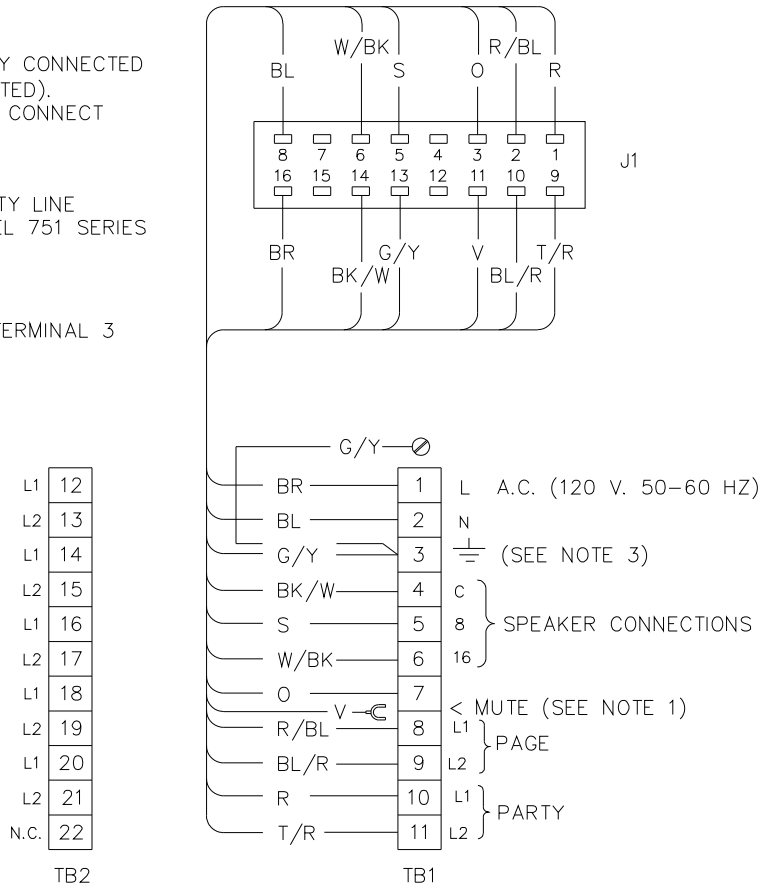 Y CONNECTED
TED).
CONNECT
TY LINE
EL 751 SERIES
TERMINAL 3
W/BK R/BL
BL S O R
8 7 6 5 4 3 2 1
16 15 14 13 12 11 10 9
J1
BR G/Y V T/R
BK/W BL/R
G/Y
L1 12
L2 13
L1 14
L2 15
L1 16
L2 17
L1 18
L2 19
L1 20
L2 21
N.C. 22
TB2
BR 1 L A.C. (120 V. 50-60 HZ)
BL 2 N
G/Y 3 (SEE NOTE 3)
BK/W 4 C
S 5 8 SPEAKER CONNECTIONS
W/BK 6 16
O 7
V < MUTE (SEE NOTE 1)
R/BL 8 L1
PAGE
BL/R 9 L2
R 10 L1
PARTY
T/R 11 L2
TB1